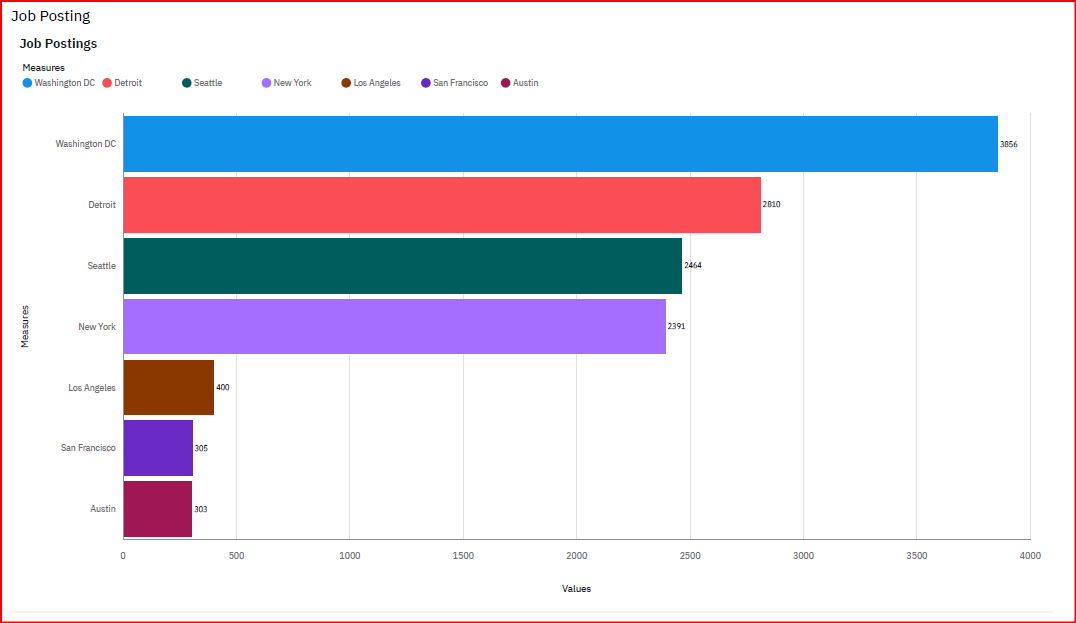 Job Posting
Job Postings
Measures
Washington DC Detroit Seattle New York Los Angeles San Francisco Austin
Washington DC 3856
Detroit 2810
Seattle 2464
Measures
New York 2391
Los Angeles 400
San Francisco 305
Austin 303
0 500 1000 1500 2000 2500 3000 3500 4000
Values